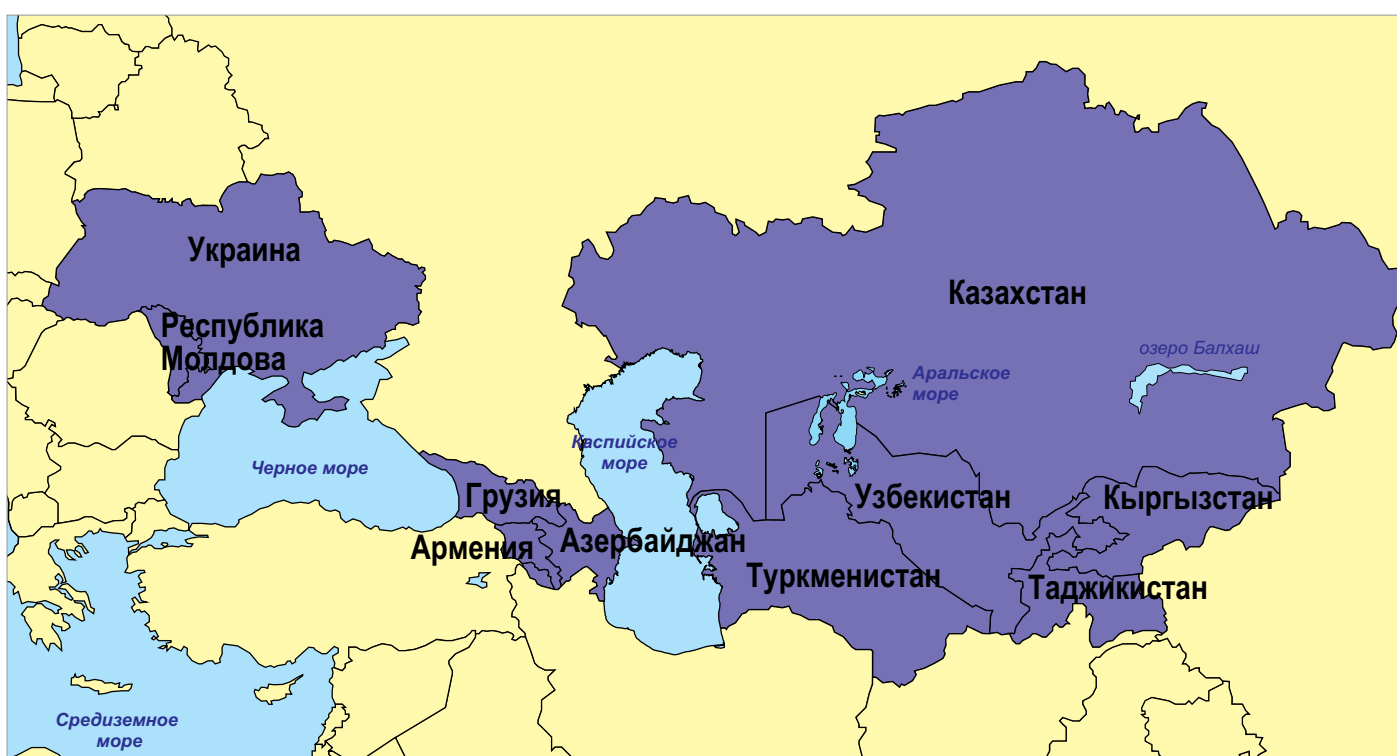 Украина
Казахстан
Республика
Молдова
озеро Балхаш
Аральское
море
Каспийское
море
Черное море
Грузия
Узбекистан
Кыргызстан
Армения
Азербайджан
Туркменистан
Таджикистан
Средиземное
море